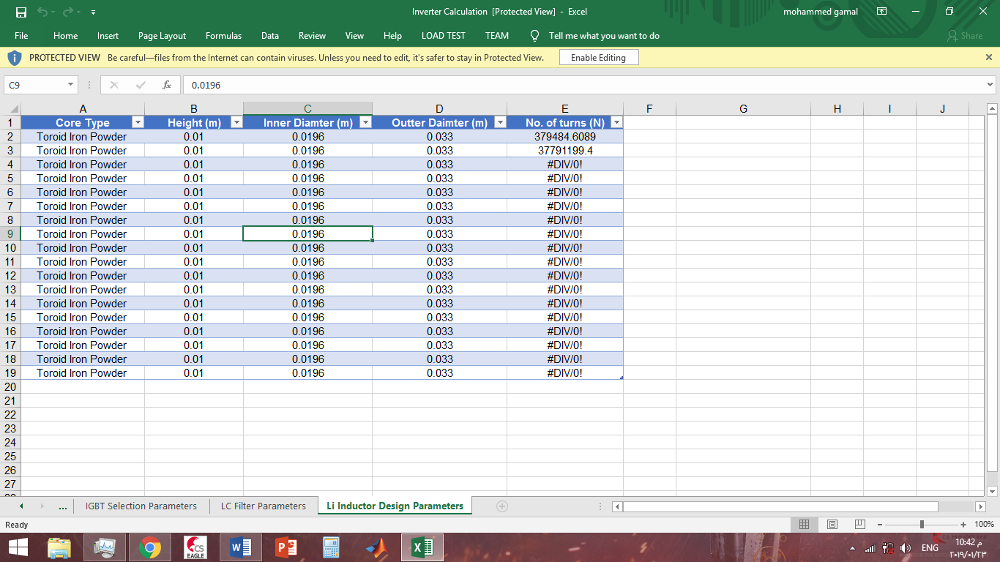 Inverter Calculation [Protected View] - Excel
mohammed gamal
File Home Insert Page Layout Formulas Data Review View Help LOAD TEST TEAM Tell me what you want to do Share
PROTECTED VIEW Be careful—files from the Internet can contain viruses. Unless you need to edit, it's safer to stay in Protected View. Enable Editing
C9 fx 0.0196
A B C D E F G H I J
1 Core Type Height (m) Inner Diamter (m) Outter Daimter (m) No. of turns (N)
2 Toroid Iron Powder 0.01 0.0196 0.033 379484.6089
3 Toroid Iron Powder 0.01 0.0196 0.033 37791199.4
4 Toroid Iron Powder 0.01 0.0196 0.033 #DIV/0!
5 Toroid Iron Powder 0.01 0.0196 0.033 #DIV/0!
6 Toroid Iron Powder 0.01 0.0196 0.033 #DIV/0!
7 Toroid Iron Powder 0.01 0.0196 0.033 #DIV/0!
8 Toroid Iron Powder 0.01 0.0196 0.033 #DIV/0!
9 Toroid Iron Powder 0.01 0.0196 0.033 #DIV/0!
10 Toroid Iron Powder 0.01 0.0196 0.033 #DIV/0!
11 Toroid Iron Powder 0.01 0.0196 0.033 #DIV/0!
12 Toroid Iron Powder 0.01 0.0196 0.033 #DIV/0!
13 Toroid Iron Powder 0.01 0.0196 0.033 #DIV/0!
14 Toroid Iron Powder 0.01 0.0196 0.033 #DIV/0!
15 Toroid Iron Powder 0.01 0.0196 0.033 #DIV/0!
16 Toroid Iron Powder 0.01 0.0196 0.033 #DIV/0!
17 Toroid Iron Powder 0.01 0.0196 0.033 #DIV/0!
18 Toroid Iron Powder 0.01 0.0196 0.033 #DIV/0!
19 Toroid Iron Powder 0.01 0.0196 0.033 #DIV/0!
20
21
22
23
24
25
26
27
... IGBT Selection Parameters LC Filter Parameters Li Inductor Design Parameters
Ready 100%
CS EAGLE
ENG
10:42 م
٢٠١٩/٠١/٢٣